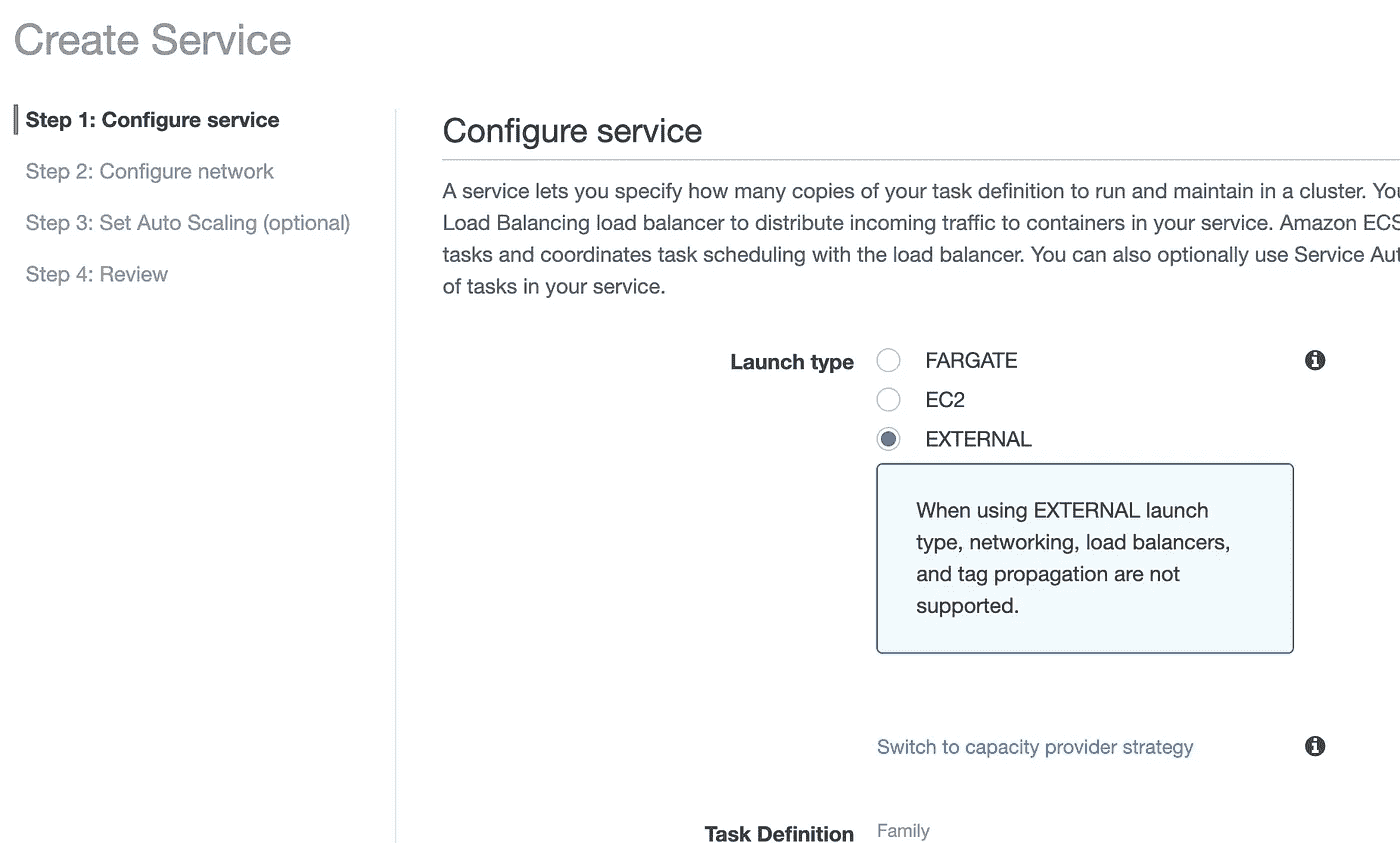 Create Service
Step 1: Configure service
Step 2: Configure network
Step 3: Set Auto Scaling (optional)
Step 4: Review
Configure service
A service lets you specify how many copies of your task definition to run and maintain in a cluster.
Load Balancing load balancer to distribute incoming traffic to containers in your service. Amazon ECS
tasks and coordinates task scheduling with the load balancer. You can also optionally use Service
of tasks in your service.
Launch type
FARGATE
EC2
EXTERNAL
When using EXTERNAL launch
type, networking, load balancers,
and tag propagation are not
supported.
Switch to capacity provider strategy
Task Definition
Family